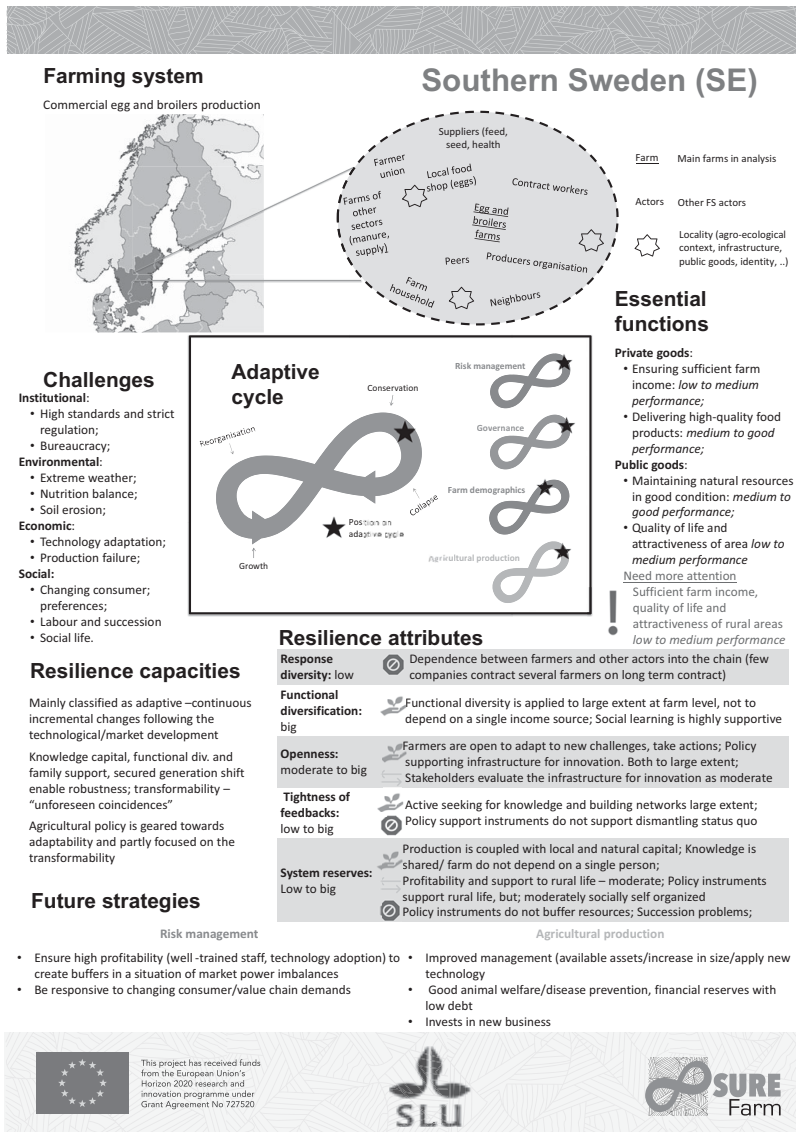 Farming system
Southern Sweden (SE)
Commercial egg and broilers production
Suppliers (feed,
seed, health
Farmer
union
Local food
shop (eggs)
Contract workers
Farms of
other
sectors
(manure,
supply)
Egg and
broilers
farms
Peers
Producers organisation
Farm
household
Neighbours
Farm Main farms in analysis
Actors Other FS actors
Locality (agro-ecological
context, infrastructure,
public goods, identity, ..)
Challenges
Institutional:
• High standards and strict
regulation;
• Bureaucracy;
Environmental:
• Extreme weather;
• Nutrition balance;
• Soil erosion;
Economic:
• Technology adaptation;
• Production failure;
Social:
• Changing consumer;
preferences;
• Labour and succession
• Social life.
Adaptive
cycle
Conservation
Reorganisation
Collapse
Growth
Position on
adaptive cycle
Risk management
Governance
Farm demographics
Agricultural production
Essential
functions
Private goods:
• Ensuring sufficient farm
income: low to medium
performance;
• Delivering high-quality food
products: medium to good
performance;
Public goods:
• Maintaining natural resources
in good condition: medium to
good performance;
• Quality of life and
attractiveness of area low to
medium performance
Need more attention
! Sufficient farm income,
quality of life and
attractiveness of rural areas
low to medium performance
Resilience capacities
Mainly classified as adaptive –continuous
incremental changes following the
technological/market development
Knowledge capital, functional div. and
family support, secured generation shift
enable robustness; transformability –
“unforeseen coincidences”
Agricultural policy is geared towards
adaptability and partly focused on the
transformability
Resilience attributes
Response
diversity: low
Dependence between farmers and other actors into the chain (few
companies contract several farmers on long term contract)
Functional
diversification:
big
Functional diversity is applied to large extent at farm level, not to
depend on a single income source; Social learning is highly supportive
Openness:
moderate to big
Farmers are open to adapt to new challenges, take actions; Policy
supporting infrastructure for innovation. Both to large extent;
Stakeholders evaluate the infrastructure for innovation as moderate
Tightness of
feedbacks:
low to big
Active seeking for knowledge and building networks large extent;
Policy support instruments do not support dismantling status quo
System reserves:
Low to big
Production is coupled with local and natural capital; Knowledge is
shared/ farm do not depend on a single person;
Profitability and support to rural life – moderate; Policy instruments
support rural life, but; moderately socially self organized
Policy instruments do not buffer resources; Succession problems;
Future strategies
Risk management
• Ensure high profitability (well -trained staff, technology adoption) to
create buffers in a situation of market power imbalances
• Be responsive to changing consumer/value chain demands
Agricultural production
• Improved management (available assets/increase in size/apply new
technology
• Good animal welfare/disease prevention, financial reserves with
low debt
• Invests in new business
This project has received funds
from the European Union’s
Horizon 2020 research and
innovation programme under
Grant Agreement No 727520
SLU
SURE
Farm